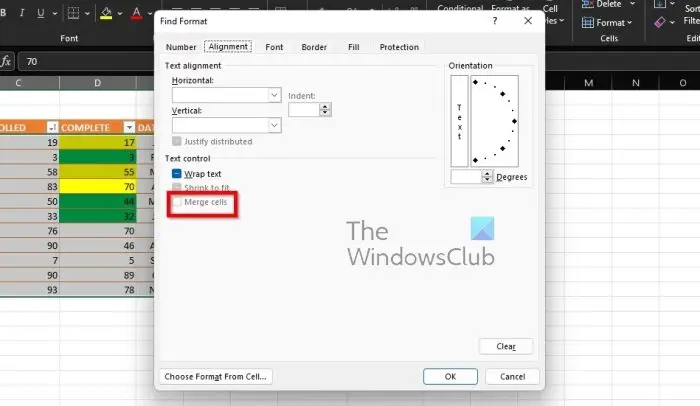 Conditional Format as Cell
Styles
Delete
Format
Cells
Sort &
Filter
Font
B I U
fx 70
C D K L M N O
OLLED COMPLETE DAT
19 17
3 3
58 55
83 70
50 44
33 32
76 70
90 46
7 5
90 89
93 78
Find Format
? ×
Number Alignment Font Border Fill Protection
Text alignment
Horizontal:
Indent:
Vertical:
Justify distributed
Text control
Wrap text
Shrink to fit
Merge cells
Orientation
Text
Degrees
The
WindowsClub
Clear
Choose Format From Cell...
OK
Cancel